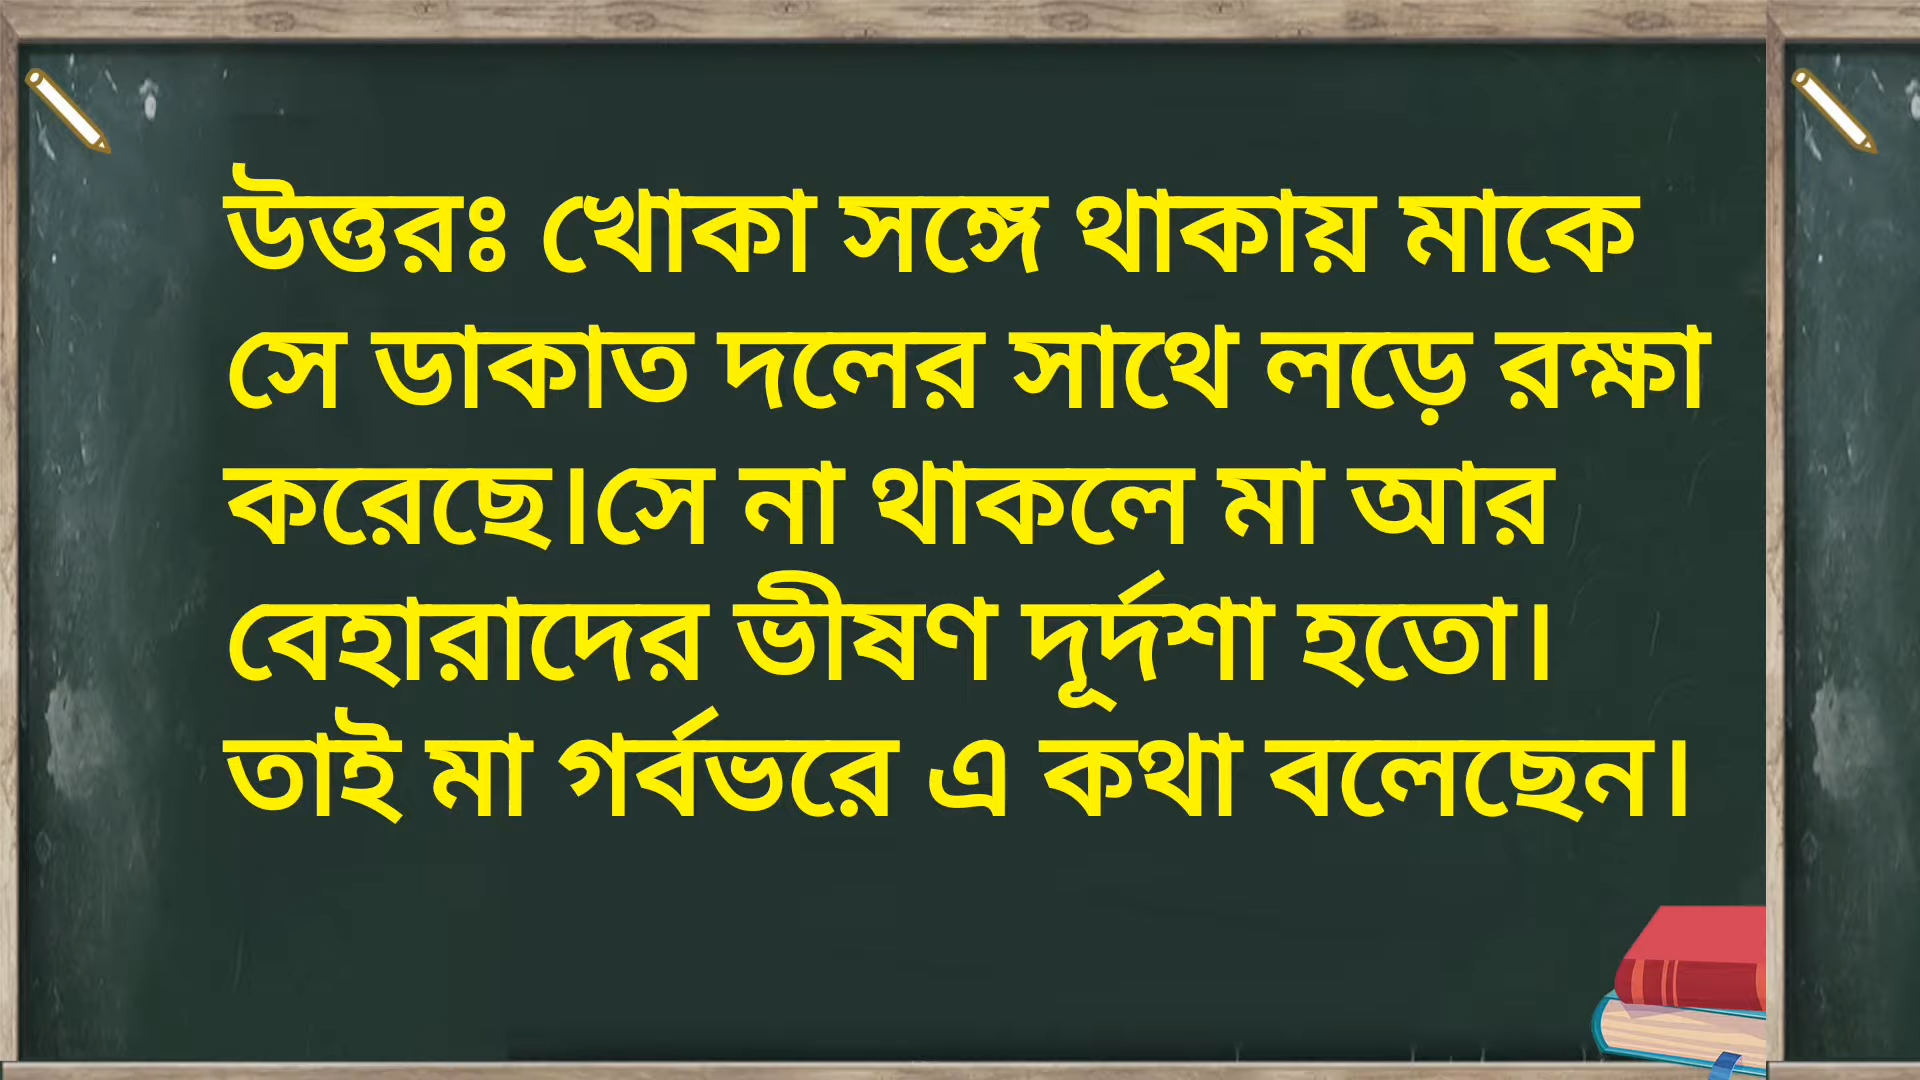 উত্তরঃ খোকা সঙ্গে থাকায় মাকে
সে ডাকাত দলের সাথে লড়ে রক্ষা
করেছে।সে না থাকলে মা আর
বেহারাদের ভীষণ দূর্দশা হতো।
তাই মা গর্বভরে এ কথা বলেছেন।